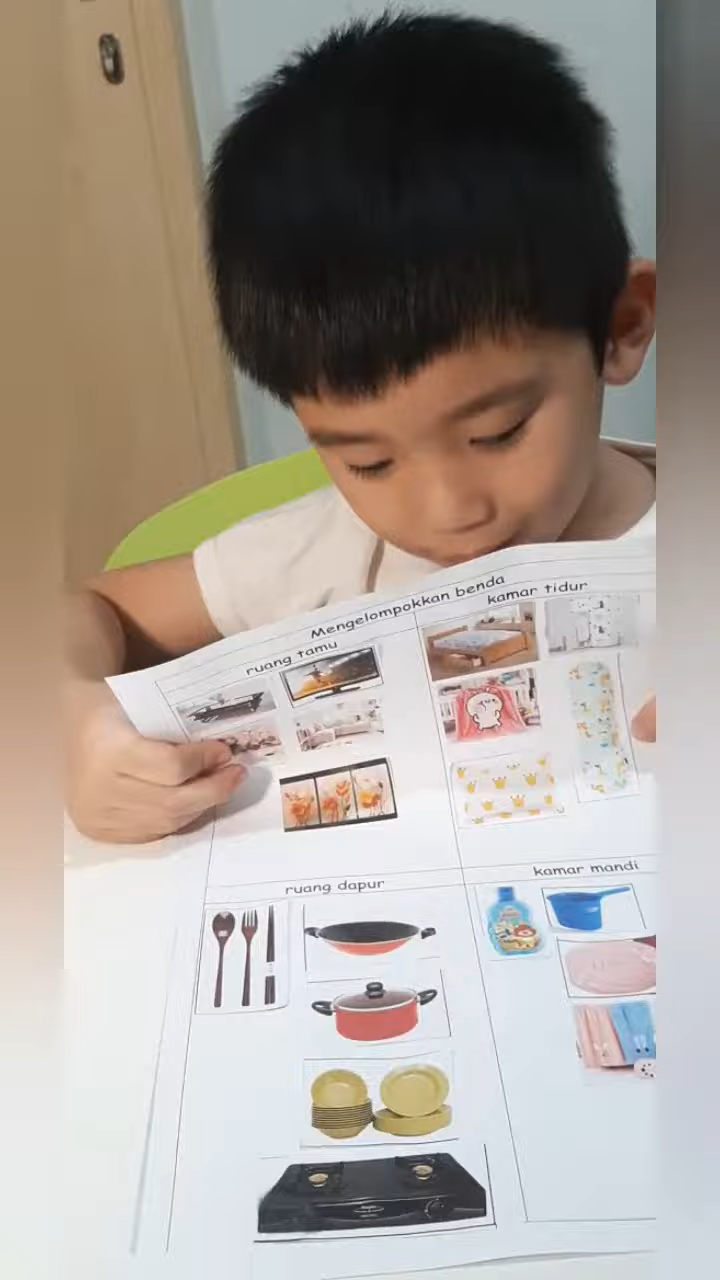 Mengelompokkan benda
ruang tamu
kamar tidur
ruang dapur
kamar mandi